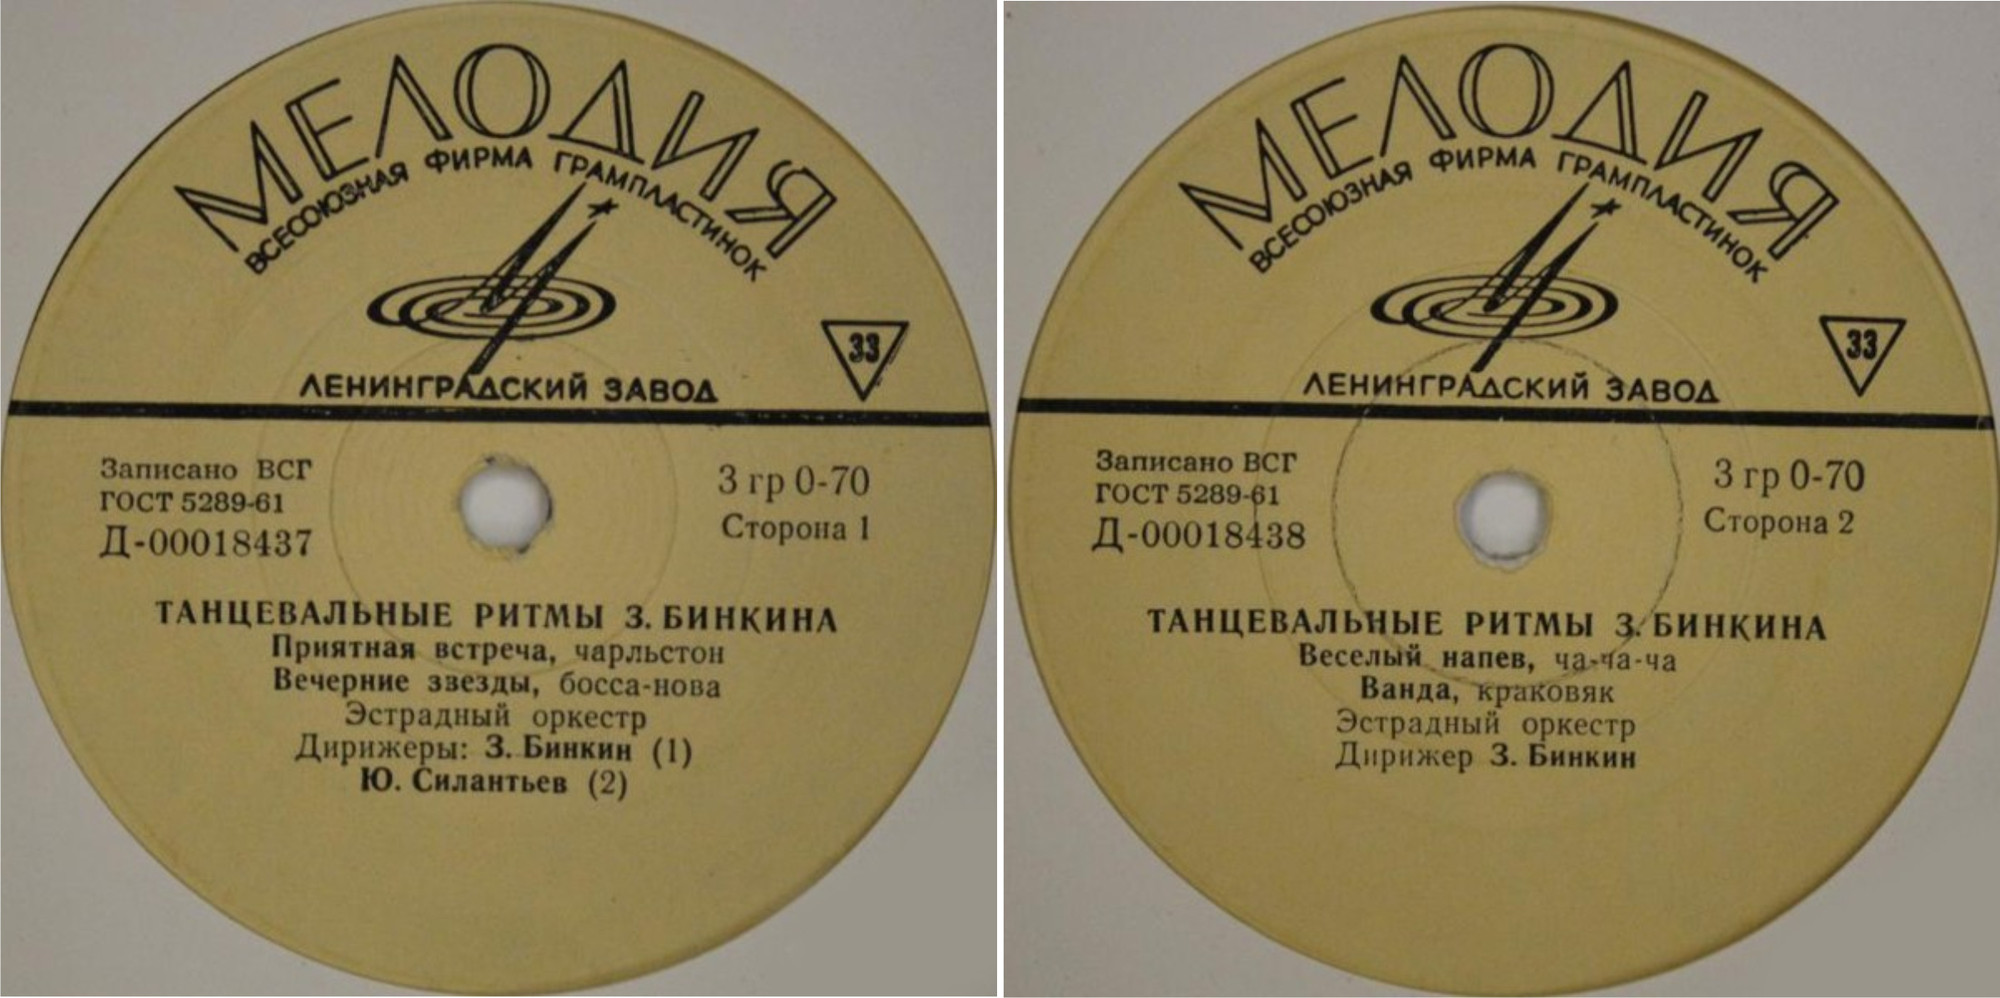 МЕЛОДИЯ
ВСЕСОЮЗНАЯ ФИРМА ГРАМПЛАСТИНОК
33
ЛЕНИНГРАДСКИЙ ЗАВОД
Записано ВСГ
ГОСТ 5289-61
Д-00018437
3 гр 0-70
Сторона 1
ТАНЦЕВАЛЬНЫЕ РИТМЫ З. БИНКИНА
Приятная встреча, чарльстон
Вечерние звезды, босса-нова
Эстрадный оркестр
Дирижеры: З. Бинкин (1)
Ю. Силантьев (2)
МЕЛОДИЯ
ВСЕСОЮЗНАЯ ФИРМА ГРАМПЛАСТИНОК
33
ЛЕНИНГРАДСКИЙ ЗАВОД
Записано ВСГ
ГОСТ 5289-61
Д-00018438
3 гр 0-70
Сторона 2
ТАНЦЕВАЛЬНЫЕ РИТМЫ З. БИНКИНА
Веселый напев, ча-ча-ча
Ванда, краковяк
Эстрадный оркестр
Дирижер З. Бинкин